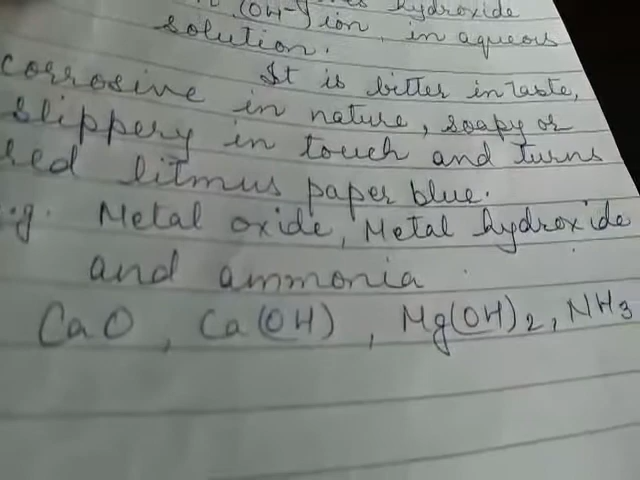 (OH-) ion, in aqueous hydroxide
solution.
It is bitter in taste,
corrosive in nature, soapy or
slippery in touch and turns
red litmus paper blue.
.g. Metal oxide, Metal hydroxide
and ammonia.
CaO, Ca(OH), Mg(OH)2, NH3